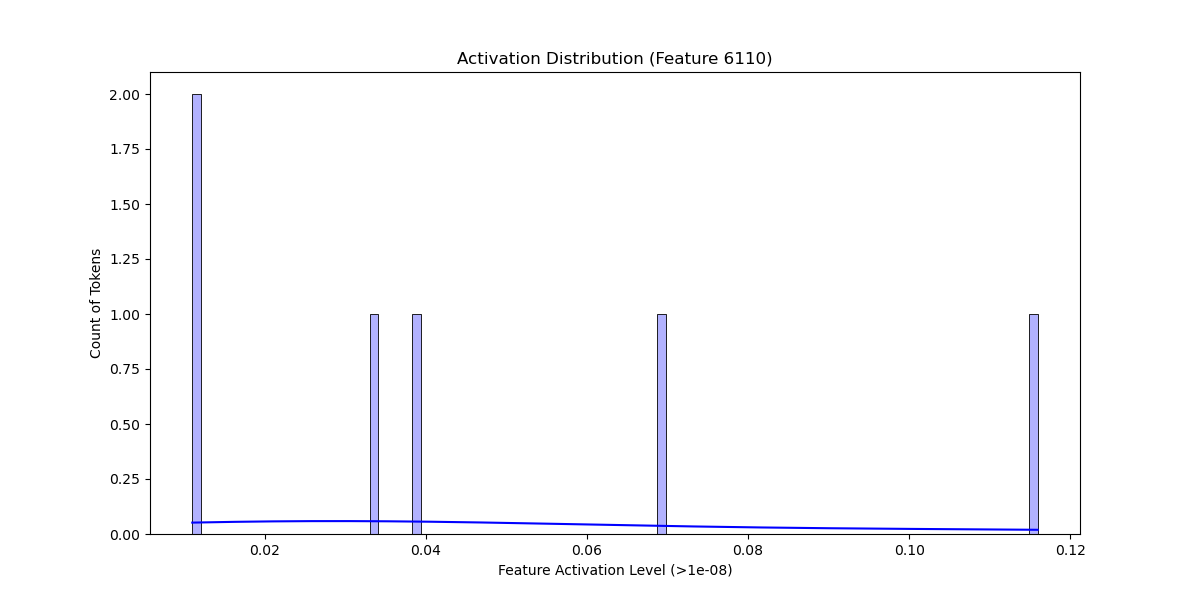 Activation Distribution (Feature 6110)
2.00
1.75
1.50
1.25
1.00
0.75
0.50
0.25
0.00
Count of Tokens
0.02 0.04 0.06 0.08 0.10 0.12
Feature Activation Level (>1e-08)